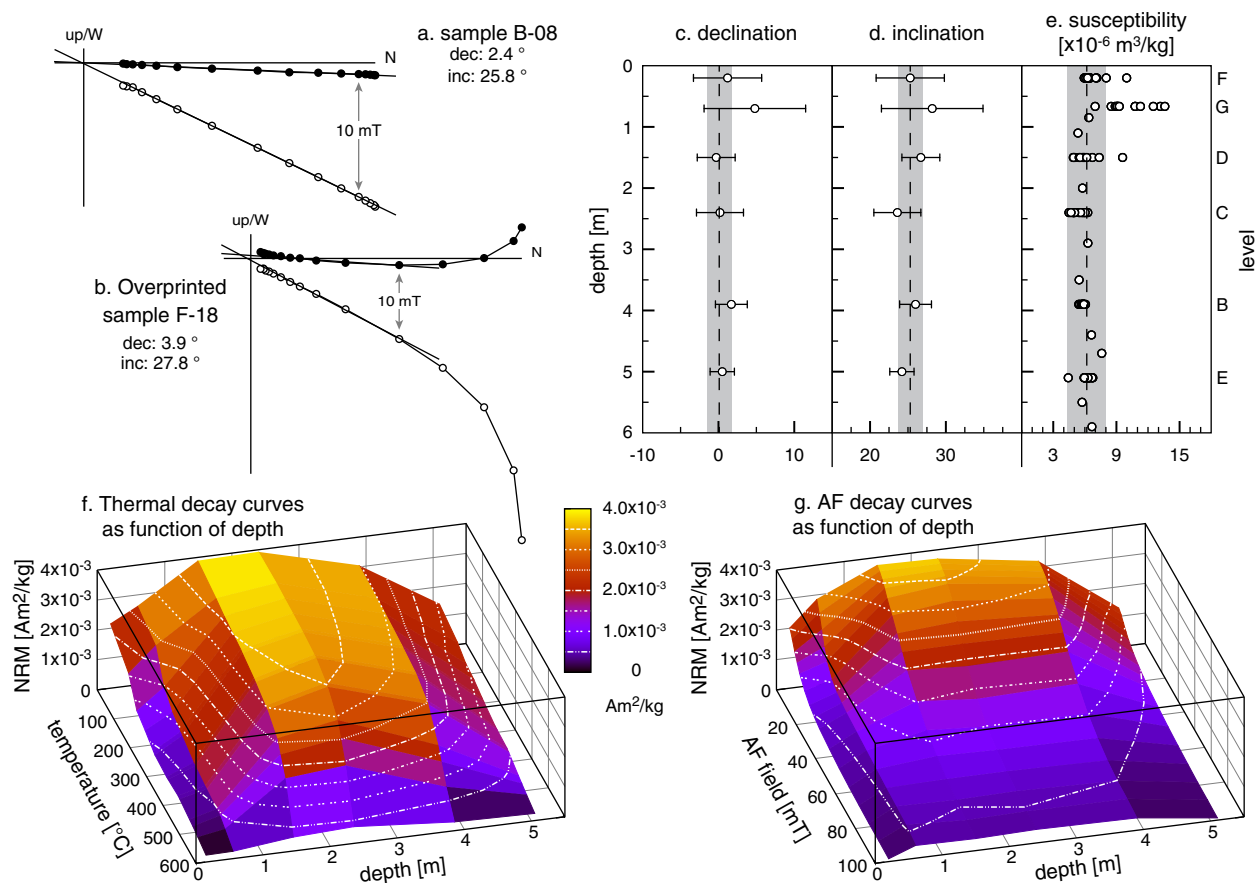 up/W
N
a. sample B-08
dec: 2.4 °
inc: 25.8 °
10 mT
up/W
N
b. Overprinted
sample F-18
dec: 3.9 °
inc: 27.8 °
10 mT
c. declination
d. inclination
e. susceptibility
[x10-6 m3/kg]
0
1
2
3
4
5
6
depth [m]
-10
0
10
20
30
3
9
15
F
G
D
C
B
E
level
f. Thermal decay curves
as function of depth
4x10-3
3x10-3
2x10-3
1x10-3
0
NRM [Am2/kg]
100
200
300
400
500
600
temperature [°C]
0
1
2
3
4
5
depth [m]
4.0x10-3
3.0x10-3
2.0x10-3
1.0x10-3
0
Am2/kg
g. AF decay curves
as function of depth
4x10-3
3x10-3
2x10-3
1x10-3
0
NRM [Am2/kg]
20
40
60
80
100
AF field [mT]
0
1
2
3
4
5
depth [m]